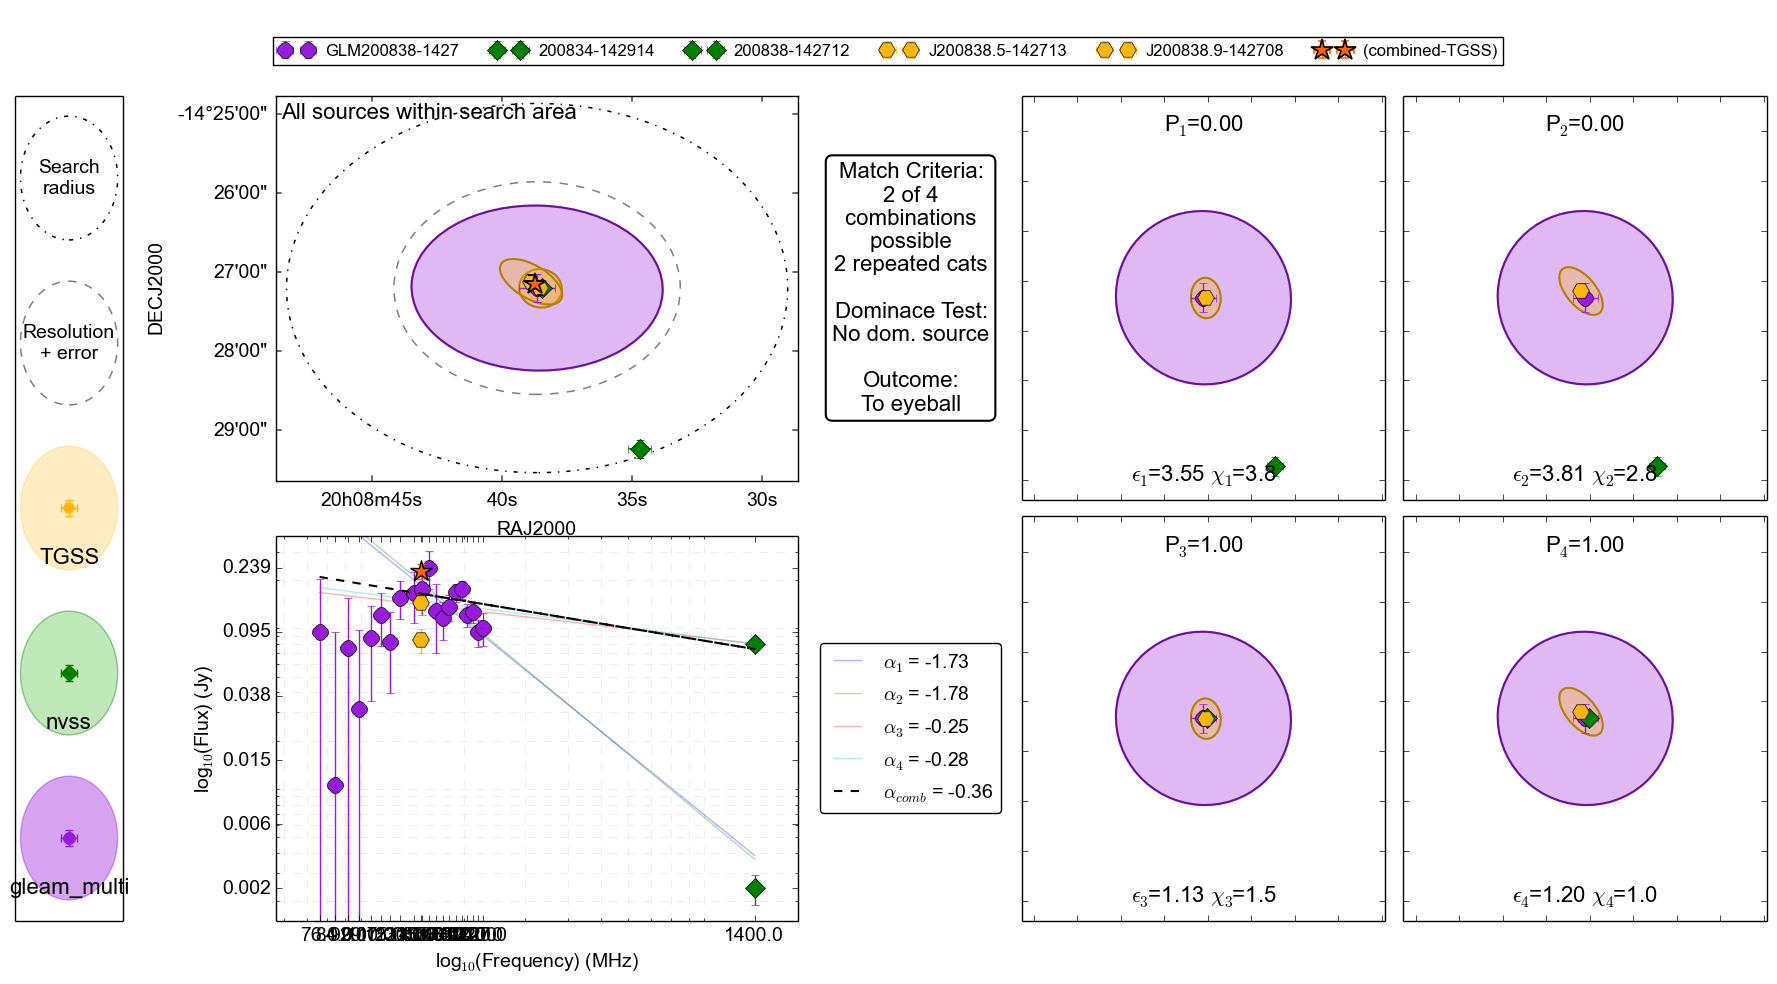 GLM200838-1427 200834-142914 200838-142712 J200838.5-142713 J200838.9-142708 (combined-TGSS)
Search
radius
Resolution
+ error
TGSS
nvss
gleam_multi
All sources within search area
-14°25'00"
26'00"
27'00"
28'00"
29'00"
DECJ2000
20h08m45s 40s 35s 30s
RAJ2000
Match Criteria:
2 of 4
combinations
possible
2 repeated cats
Dominace Test:
No dom. source
Outcome:
To eyeball
P1=0.00
ϵ1=3.55 χ1=3.8
P2=0.00
ϵ2=3.81 χ2=2.8
0.239
0.095
0.038
0.015
0.006
0.002
log10(Flux) (Jy)
1400.0
log10(Frequency) (MHz)
α1 = -1.73
α2 = -1.78
α3 = -0.25
α4 = -0.28
αcomb = -0.36
P3=1.00
ϵ3=1.13 χ3=1.5
P4=1.00
ϵ4=1.20 χ4=1.0